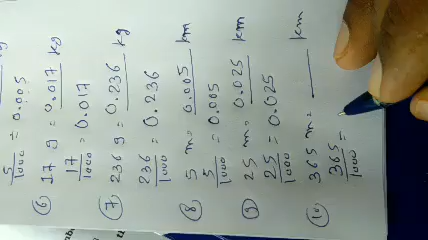 5/1000 = 0.005
(6) 17 g = 0.017 kg
17/1000 = 0.017
(7) 236 g = 0.236 kg
236/1000 = 0.236
(8) 5 m = 0.005 km
5/1000 = 0.005
(9) 25 m = 0.025 km
25/1000 = 0.025
(10) 365 m = ____ km
365/1000 =